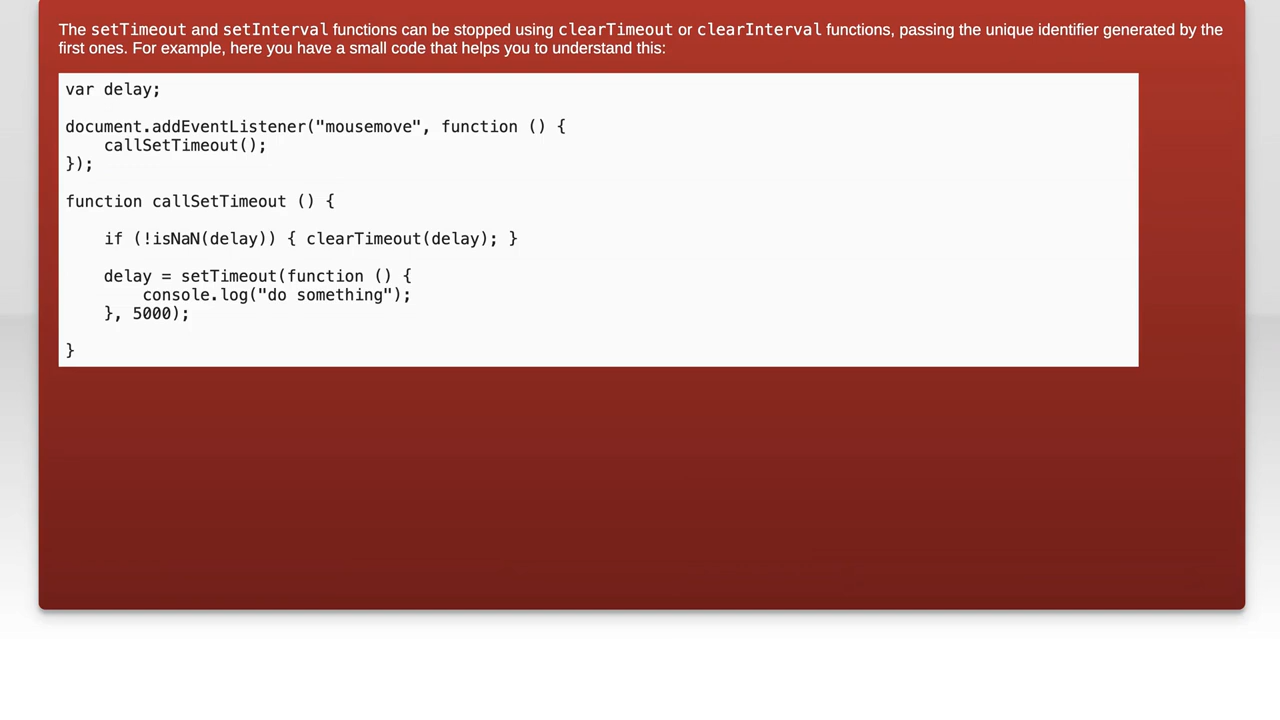 The setTimeout and setInterval functions can be stopped using clearTimeout or clearInterval functions, passing the unique identifier generated by the
first ones. For example, here you have a small code that helps you to understand this:
var delay;
document.addEventListener("mousemove", function () {
    callSetTimeout();
});
function callSetTimeout () {
    if (!isNaN(delay)) { clearTimeout(delay); }
    delay = setTimeout(function () {
        console.log("do something");
    }, 5000);
}